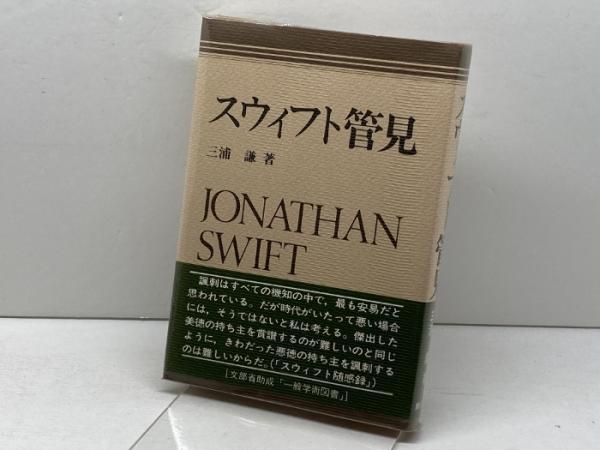 スウィフト管見
三浦 謙 著
JONATHAN
SWIFT
諷刺はすべての機知の中で，最も安易だと
思われている。だが時代がいたって悪い場合
には，そうではないと私は考える。傑出した
美徳の持ち主を賞讃するのが難しいのと同じ
ように，きわだった悪徳の持ち主を諷刺する
のは難しいからだ。(「スウィフト随感録」)
[文部省助成「一般学術図書」]